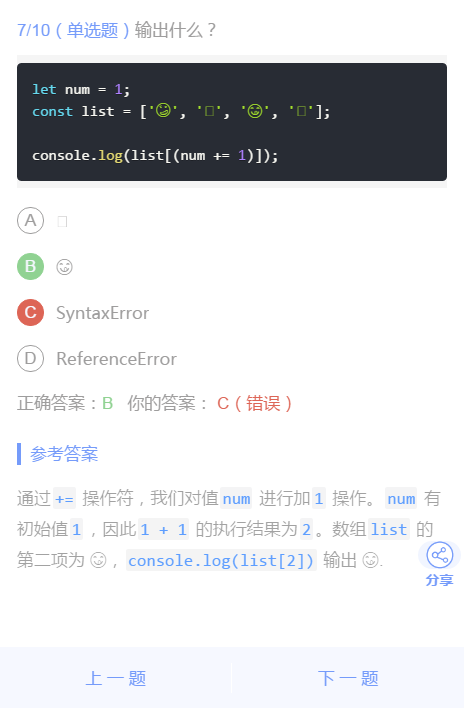 7/10（单选题）输出什么？
let num = 1;
const list = ['😋', '▯', '😋', '▯'];
console.log(list[(num += 1)]);
A ▯
B 😋
C SyntaxError
D ReferenceError
正确答案：B 你的答案： C（错误）
参考答案
通过 += 操作符，我们对值 num 进行加 1 操作。 num 有
初始值 1 ，因此 1 + 1 的执行结果为 2 。数组 list 的
第二项为 😋， console.log(list[2]) 输出 😋.
分享
上一题
下一题